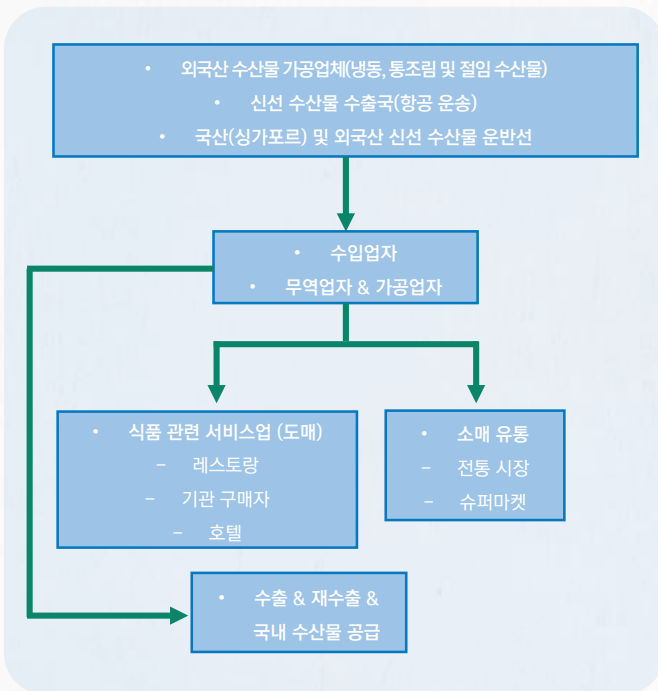 • 외국산 수산물 가공업체(냉동, 통조림 및 절임 수산물)
• 신선 수산물 수출국(항공 운송)
• 국산(싱가포르) 및 외국산 신선 수산물 운반선
• 수입업자
• 무역업자 & 가공업자
• 식품 관련 서비스업 (도매)
– 레스토랑
– 기관 구매자
– 호텔
• 소매 유통
– 전통 시장
– 슈퍼마켓
• 수출 & 재수출 &
국내 수산물 공급